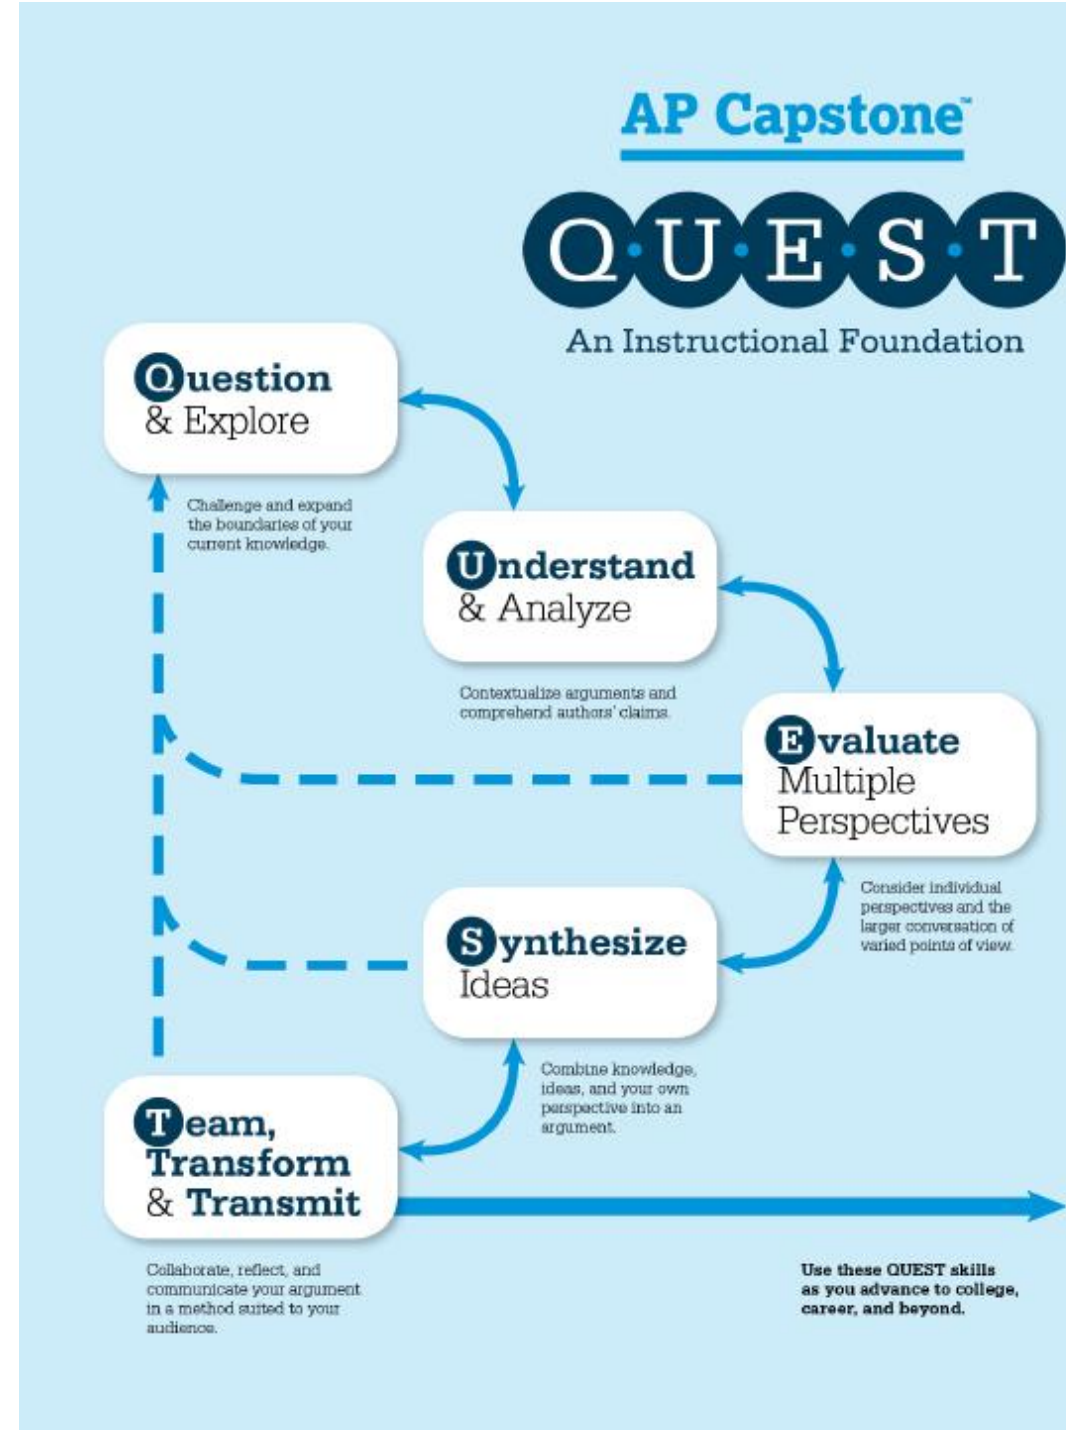 AP Capstone™
Q·U·E·S·T
An Instructional Foundation
Question
& Explore
Challenge and expand
the boundaries of your
current knowledge.
Understand
& Analyze
Contextualize arguments and
comprehend authors' claims.
Evaluate
Multiple
Perspectives
Consider individual
perspectives and the
larger conversation of
varied points of view.
Synthesize
Ideas
Combine knowledge,
ideas, and your own
perspective into an
argument.
Team,
Transform
& Transmit
Collaborate, reflect, and
communicate your argument
in a method suited to your
audience.
Use these QUEST skills
as you advance to college,
career, and beyond.